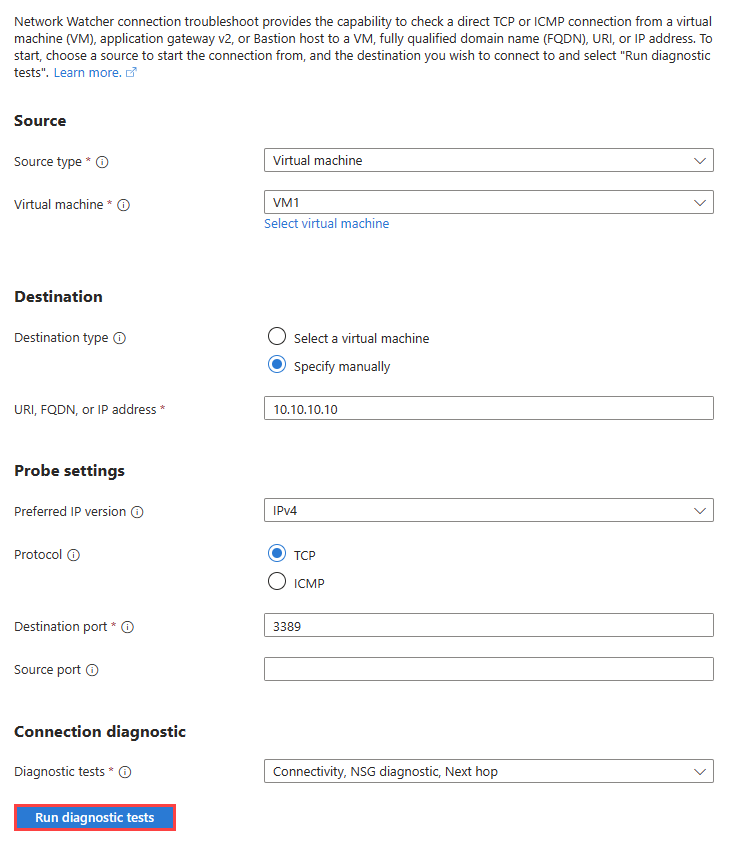 Network Watcher connection troubleshoot provides the capability to check a direct TCP or ICMP connection from a virtual
machine (VM), application gateway v2, or Bastion host to a VM, fully qualified domain name (FQDN), URI, or IP address. To
start, choose a source to start the connection from, and the destination you wish to connect to and select "Run diagnostic
tests". Learn more.
Source
Source type *
Virtual machine
Virtual machine *
VM1
Select virtual machine
Destination
Destination type
Select a virtual machine
Specify manually
URI, FQDN, or IP address *
10.10.10.10
Probe settings
Preferred IP version
IPv4
Protocol
TCP
ICMP
Destination port *
3389
Source port
Connection diagnostic
Diagnostic tests *
Connectivity, NSG diagnostic, Next hop
Run diagnostic tests